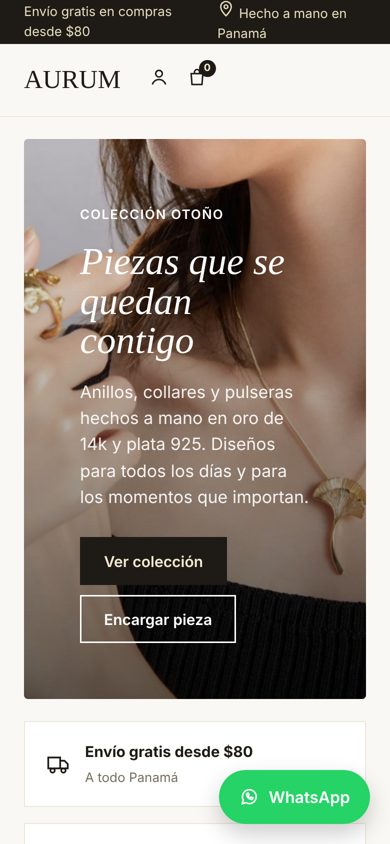 Envío gratis en compras
desde $80
Hecho a mano en
Panamá
AURUM
0
COLECCIÓN OTOÑO
Piezas que se
quedan
contigo
Anillos, collares y pulseras
hechos a mano en oro de
14k y plata 925. Diseños
para todos los días y para
los momentos que importan.
Ver colección
Encargar pieza
Envío gratis desde $80
A todo Panamá
WhatsApp